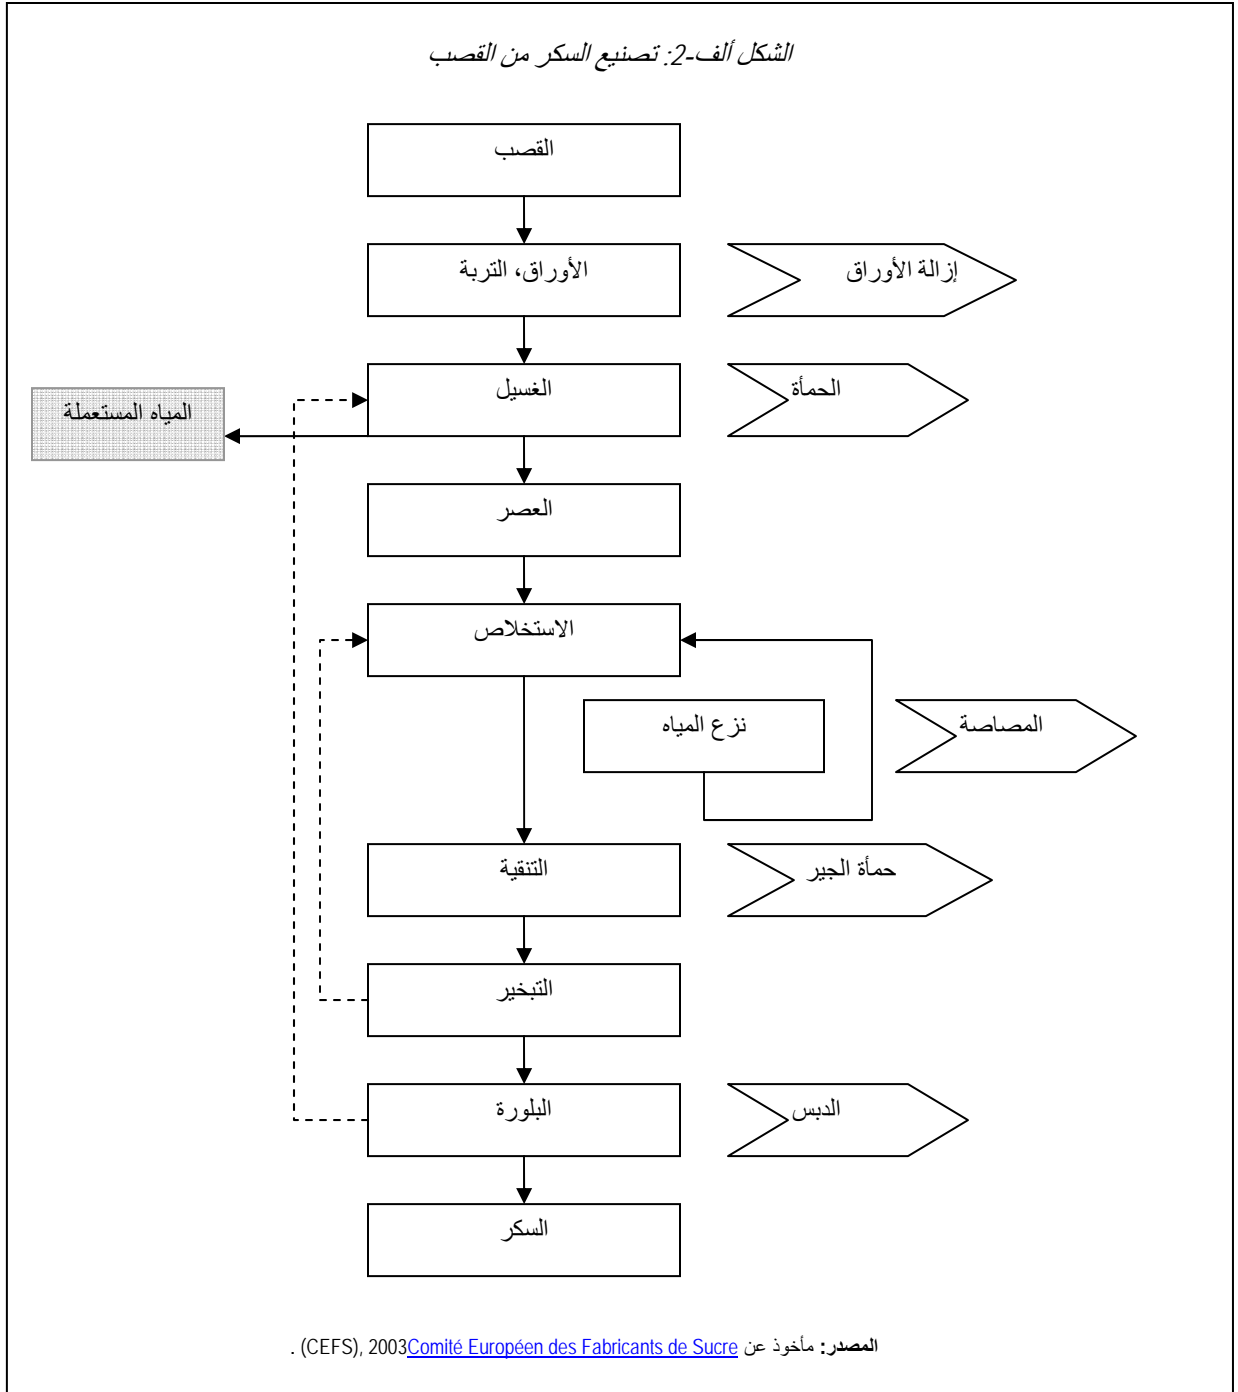 الشكل ألف-2: تصنيع السكر من القصب
القصب
الأوراق، التربة
إزالة الأوراق
الغسيل
الحمأة
المياه المستعملة
العصر
الاستخلاص
نزع المياه
المصاصة
التنقية
حمأة الجير
التبخير
البلورة
الدبس
السكر
المصدر: مأخوذ عن Comité Européen des Fabricants de Sucre (CEFS), 2003 .